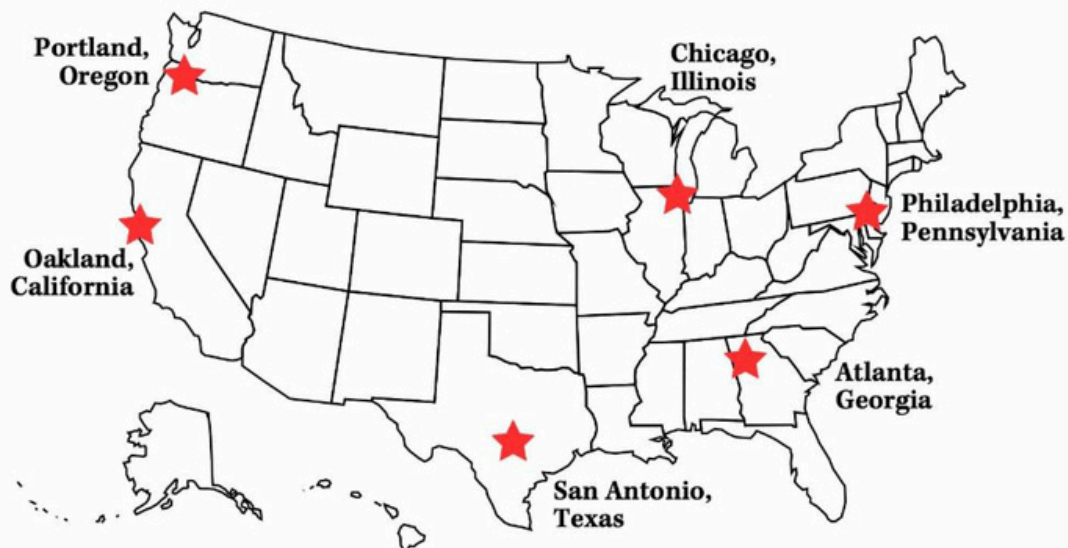 Portland,
Oregon
Chicago,
Illinois
Philadelphia,
Pennsylvania
Oakland,
California
Atlanta,
Georgia
San Antonio,
Texas